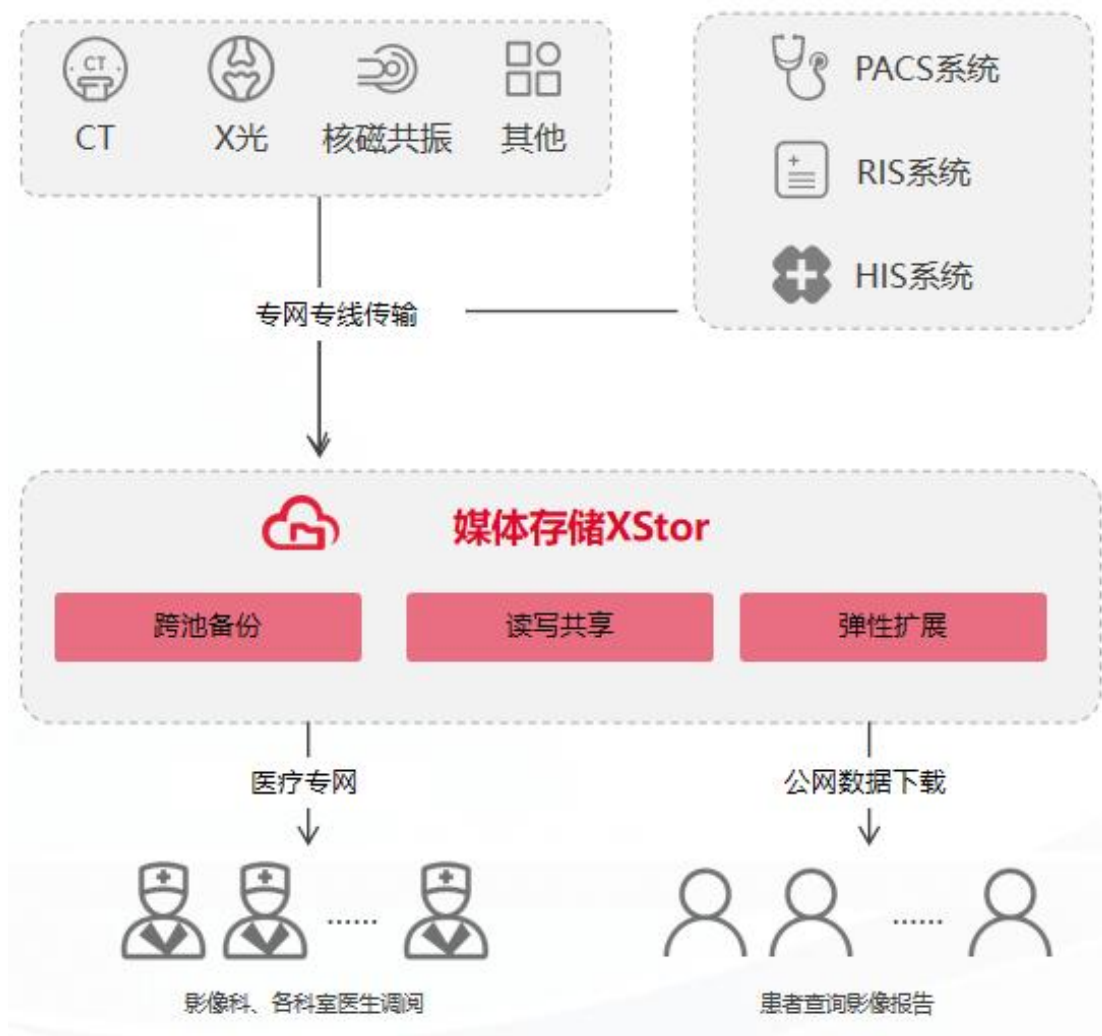 CT
CT
X光
核磁共振
其他
PACS系统
RIS系统
HIS系统
专网专线传输
媒体存储XStor
跨池备份
读写共享
弹性扩展
医疗专网
公网数据下载
......
......
影像科、各科室医生调阅
患者查询影像报告